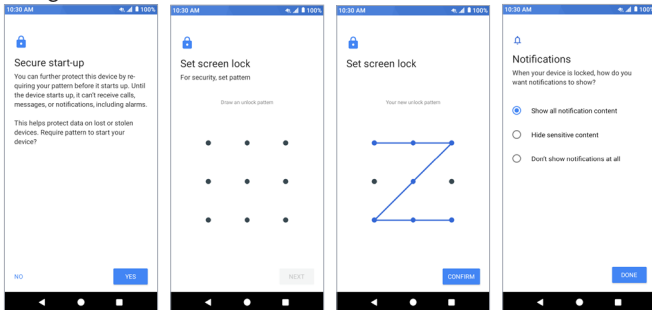 10:30 AM 100%
Secure start-up
You can further protect this device by re-
quiring your pattern before it starts up. Until
the device starts up, it can't receive calls,
messages, or notifications, including alarms.
This helps protect data on lost or stolen
devices. Require pattern to start your
device?
NO YES
10:30 AM 100%
Set screen lock
For security, set pattern
Draw an unlock pattern
NEXT
10:30 AM 100%
Set screen lock
Your new unlock pattern
CONFIRM
10:30 AM 100%
Notifications
When your device is locked, how do you
want notifications to show?
Show all notification content
Hide sensitive content
Don't show notifications at all
DONE